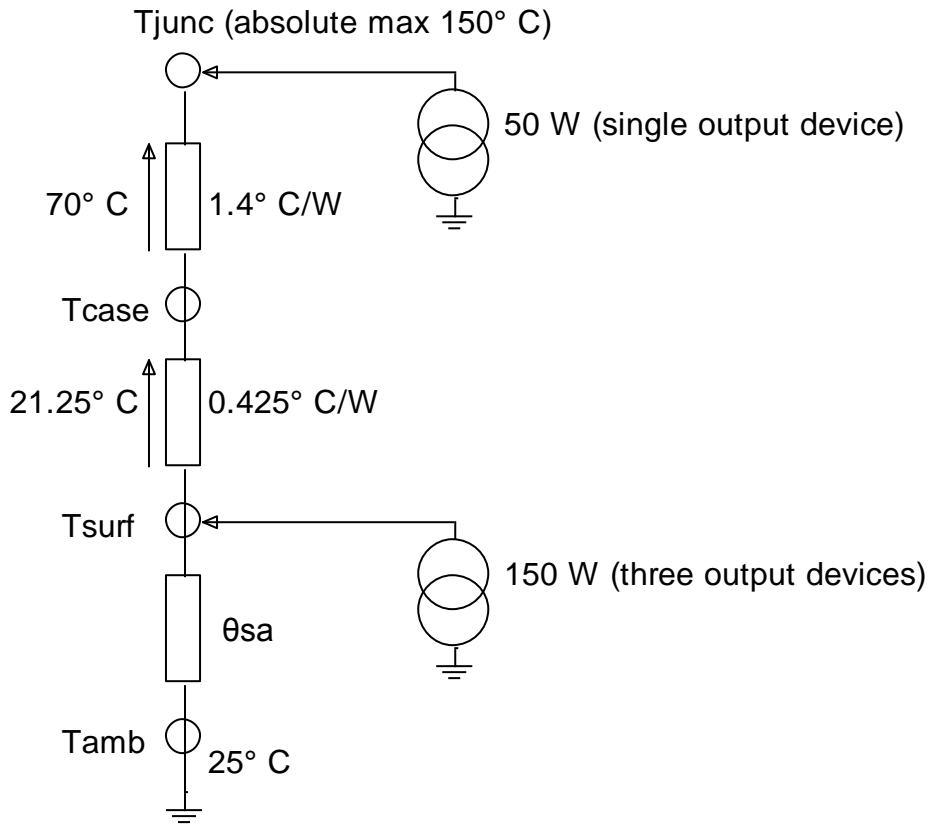 Tjunc (absolute max 150° C)
50 W (single output device)
70° C
1.4° C/W
Tcase
21.25° C
0.425° C/W
Tsurf
150 W (three output devices)
θsa
Tamb
25° C